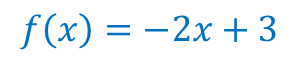 f(x) = −2x + 3